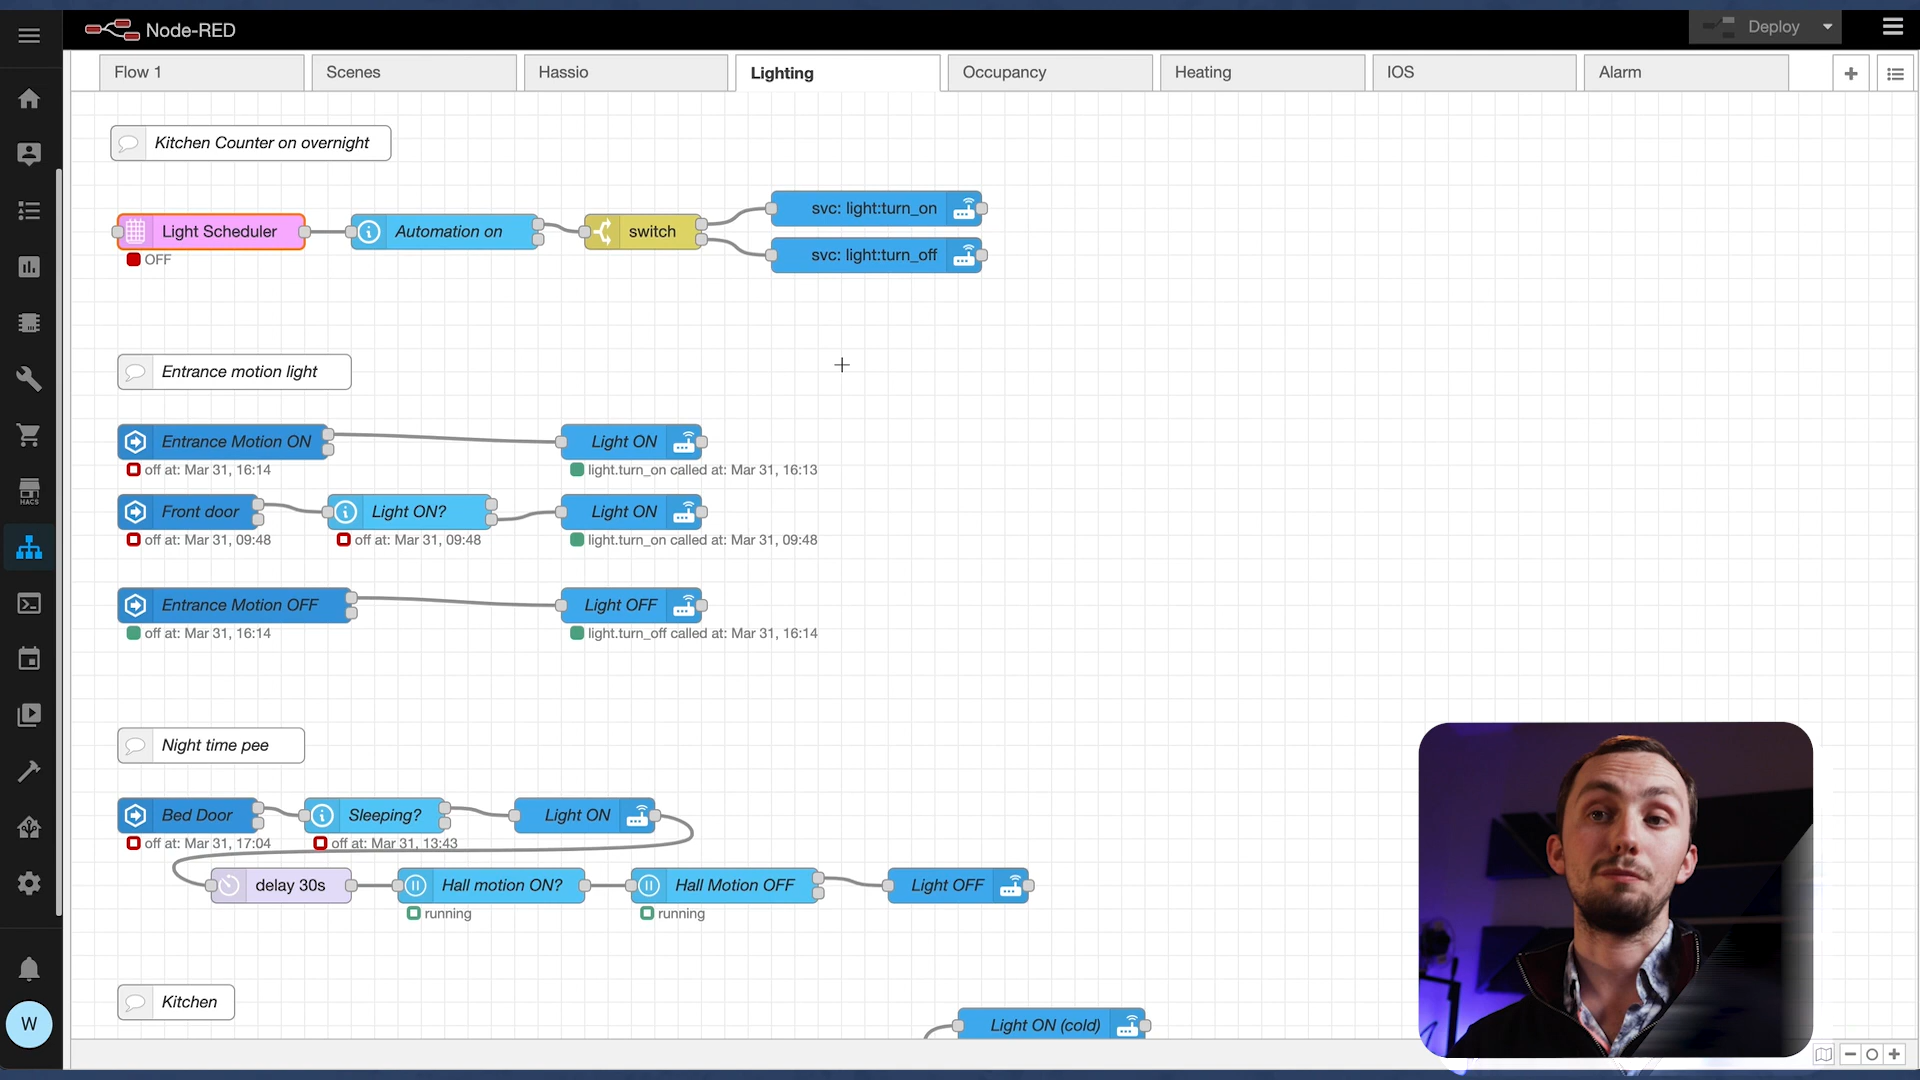 Node-RED
Deploy
Flow 1
Scenes
Hassio
Lighting
Occupancy
Heating
IOS
Alarm
Kitchen Counter on overnight
Light Scheduler
OFF
Automation on
switch
svc: light:turn_on
svc: light:turn_off
Entrance motion light
Entrance Motion ON
off at: Mar 31, 16:14
Light ON
light.turn_on called at: Mar 31, 16:13
Front door
off at: Mar 31, 09:48
Light ON?
off at: Mar 31, 09:48
Light ON
light.turn_on called at: Mar 31, 09:48
Entrance Motion OFF
off at: Mar 31, 16:14
Light OFF
light.turn_off called at: Mar 31, 16:14
Night time pee
Bed Door
off at: Mar 31, 17:04
Sleeping?
off at: Mar 31, 13:43
Light ON
delay 30s
Hall motion ON?
running
Hall Motion OFF
running
Light OFF
Kitchen
Light ON (cold)
HACS
W